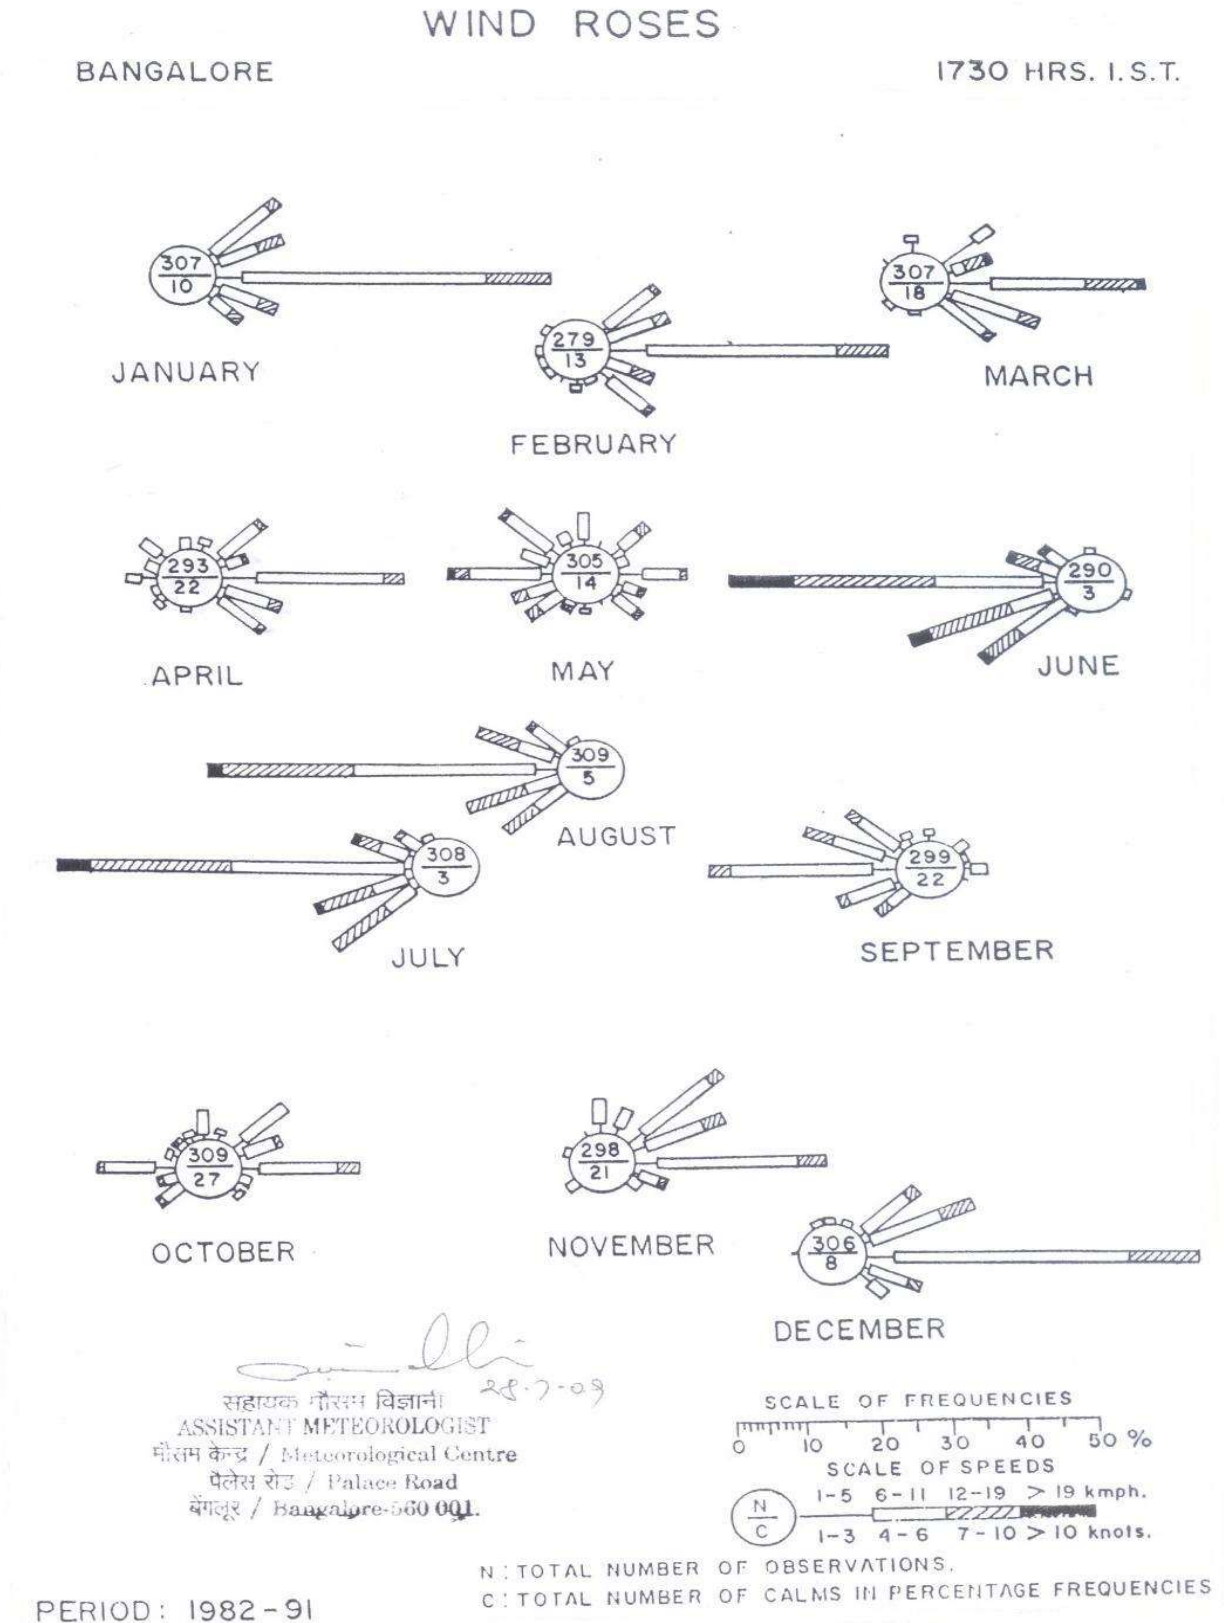 WIND ROSES
BANGALORE 1730 HRS. I.S.T.
307
10
JANUARY
279
13
FEBRUARY
307
18
MARCH
293
22
APRIL
305
14
MAY
290
3
JUNE
309
5
AUGUST
308
3
JULY
299
22
SEPTEMBER
309
27
OCTOBER
298
21
NOVEMBER
306
8
DECEMBER
28-7-09
सहायक मौसम विज्ञानी
ASSISTANT METEOROLOGIST
मौसम केन्द्र / Meteorological Centre
पैलेस रोड / Palace Road
बेंगलूर / Bangalore-560 001.
SCALE OF FREQUENCIES
0 10 20 30 40 50 %
SCALE OF SPEEDS
1-5 6-11 12-19 > 19 kmph.
N
C
1-3 4-6 7-10 > 10 knots.
N : TOTAL NUMBER OF OBSERVATIONS.
C : TOTAL NUMBER OF CALMS IN PERCENTAGE FREQUENCIES
PERIOD : 1982-91